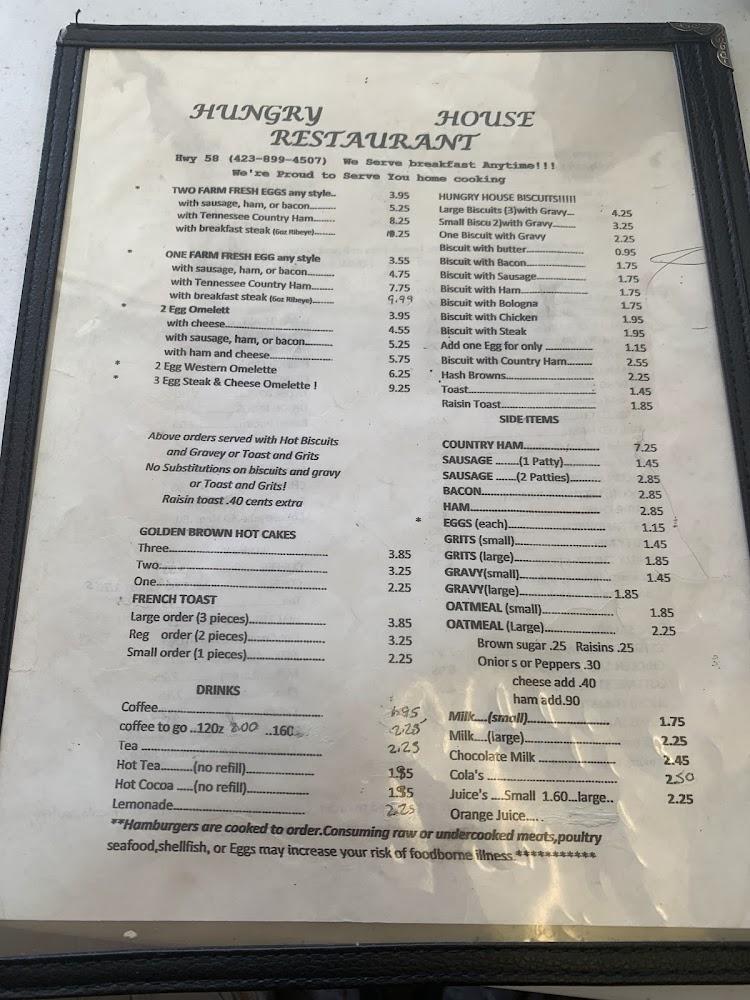 HUNGRY HOUSE
RESTAURANT
Hwy 58 (423-899-4507) We Serve breakfast Anytime!!!
We're Proud to Serve You home cooking
* TWO FARM FRESH EGGS any style.. 3.95
with sausage, ham, or bacon.......... 5.25
with Tennessee Country Ham........ 8.25
with breakfast steak (6oz Ribeye)......... .25
* ONE FARM FRESH EGG any style 3.55
with sausage, ham, or bacon.......... 4.75
with Tennessee Country Ham........ 7.75
with breakfast steak (6oz Ribeye)........ 9.99
* 2 Egg Omelett 3.95
with cheese................................ 4.55
with sausage, ham, or bacon.......... 5.25
with ham and cheese.................... 5.75
* 2 Egg Western Omelette 6.25
* 3 Egg Steak & Cheese Omelette ! 9.25
Above orders served with Hot Biscuits
and Gravey or Toast and Grits
No Substitutions on biscuits and gravy
or Toast and Grits!
Raisin toast .40 cents extra
GOLDEN BROWN HOT CAKES
Three................................................ 3.85
Two.................................................. 3.25
One.................................................. 2.25
FRENCH TOAST
Large order (3 pieces)......................... 3.85
Reg order (2 pieces)........................ 3.25
Small order (1 pieces)........................ 2.25
DRINKS
Coffee................................................ .95
coffee to go ..12oz 2.00 ..16O 2.25
Tea .................................................... 2.25
Hot Tea.........(no refill)..................... 1.85
Hot Cocoa .....(no refill)..................... 1.85
Lemonade.......................................... 2.25
HUNGRY HOUSE BISCUITS!!!!!
Large Biscuits (3)with Gravy... 4.25
Small Biscu 2)with Gravy......... 3.25
One Biscuit with Gravy 2.25
Biscuit with butter..................... 0.95
Biscuit with Bacon..................... 1.75
Biscuit with Sausage.................. 1.75
Biscuit with Ham........................ 1.75
Biscuit with Bologna 1.75
Biscuit with Chicken 1.95
Biscuit with Steak 1.95
Add one Egg for only ................ 1.15
Biscuit with Country Ham......... 2.55
Hash Browns.............................. 2.25
Toast.......................................... 1.45
Raisin Toast................................ 1.85
SIDE ITEMS
COUNTRY HAM......................... 7.25
SAUSAGE ........(1 Patty)............ 1.45
SAUSAGE ........(2 Patties).......... 2.85
BACON...................................... 2.85
HAM.......................................... 2.85
* EGGS (each)............................... 1.15
GRITS (small).............................. 1.45
GRITS (large).............................. 1.85
GRAVY(small)............................. 1.45
GRAVY(large)............................. 1.85
OATMEAL (small)....................... 1.85
OATMEAL (Large)....................... 2.25
Brown sugar .25 Raisins .25
Onior s or Peppers .30
cheese add .40
ham add.90
Milk....(small)........................... 1.75
Milk....(large)........................... 2.25
Chocolate Milk ........................ 2.45
Cola's ....................................... 2.50
Juice's ....Small 1.60...large.. 2.25
Orange Juice.....
**Hamburgers are cooked to order.Consuming raw or undercooked meats,poultry
seafood,shellfish, or Eggs may increase your risk of foodborne illness.***********